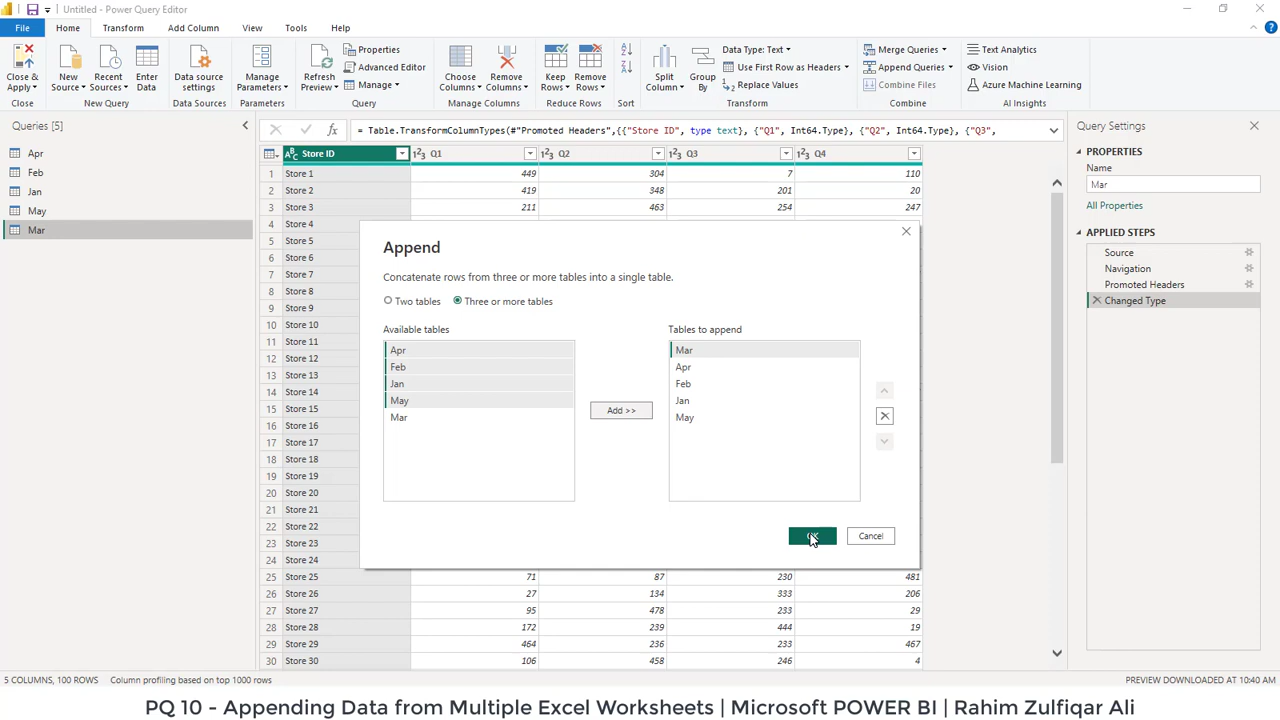 Untitled - Power Query Editor
File Home Transform Add Column View Tools Help
Close & Apply
New Source
Recent Sources
Enter Data
Data source settings
Manage Parameters
Refresh Preview
Properties
Advanced Editor
Manage
Choose Columns
Remove Columns
Keep Rows
Remove Rows
Split Column
Group By
Data Type: Text
Use First Row as Headers
Replace Values
Merge Queries
Append Queries
Combine Files
Text Analytics
Vision
Azure Machine Learning
Close New Query Data Sources Parameters Query Manage Columns Reduce Rows Sort Transform Combine AI Insights
Queries [5]
Apr
Feb
Jan
May
Mar
= Table.TransformColumnTypes(#"Promoted Headers",{{"Store ID", type text}, {"Q1", Int64.Type}, {"Q2", Int64.Type}, {"Q3",
Store ID Q1 Q2 Q3 Q4
1 Store 1 449 304 7 110
2 Store 2 419 348 201 20
3 Store 3 211 463 254 247
4 Store 4
5 Store 5
6 Store 6
7 Store 7
8 Store 8
9 Store 9
10 Store 10
11 Store 11
12 Store 12
13 Store 13
14 Store 14
15 Store 15
16 Store 16
17 Store 17
18 Store 18
19 Store 19
20 Store 20
21 Store 21
22 Store 22
23 Store 23
24 Store 24
25 Store 25 71 87 230 481
26 Store 26 27 134 333 206
27 Store 27 95 478 233 29
28 Store 28 172 239 444 19
29 Store 29 464 236 233 467
30 Store 30 106 458 246 4
Append
Concatenate rows from three or more tables into a single table.
Two tables Three or more tables
Available tables
Apr
Feb
Jan
May
Mar
Add >>
Tables to append
Mar
Apr
Feb
Jan
May
Cancel
Query Settings
PROPERTIES
Name
Mar
All Properties
APPLIED STEPS
Source
Navigation
Promoted Headers
Changed Type
5 COLUMNS, 100 ROWS Column profiling based on top 1000 rows
PREVIEW DOWNLOADED AT 10:40 AM
PQ 10 - Appending Data from Multiple Excel Worksheets | Microsoft POWER BI | Rahim Zulfiqar Ali